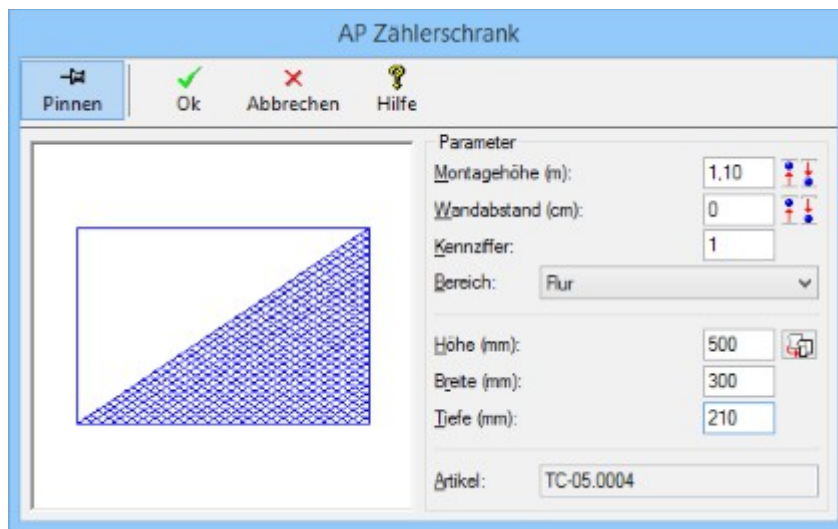 AP Zählerschrank
Pinnen Ok Abbrechen Hilfe
Parameter
Montagehöhe (m): 1,10
Wandabstand (cm): 0
Kennziffer: 1
Bereich: Flur
Höhe (mm): 500
Breite (mm): 300
Tiefe (mm): 210
Artikel: TC-05.0004